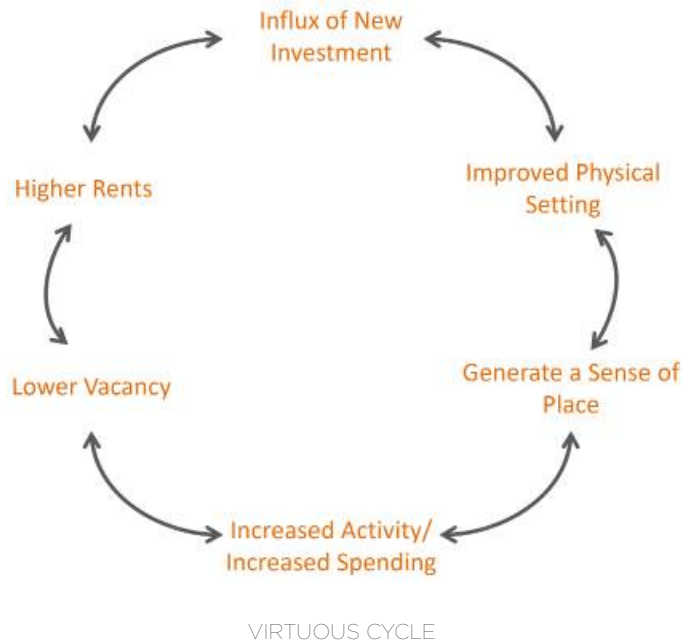 Influx of New
Investment
Improved Physical
Setting
Generate a Sense of
Place
Increased Activity/
Increased Spending
Lower Vacancy
Higher Rents
VIRTUOUS CYCLE